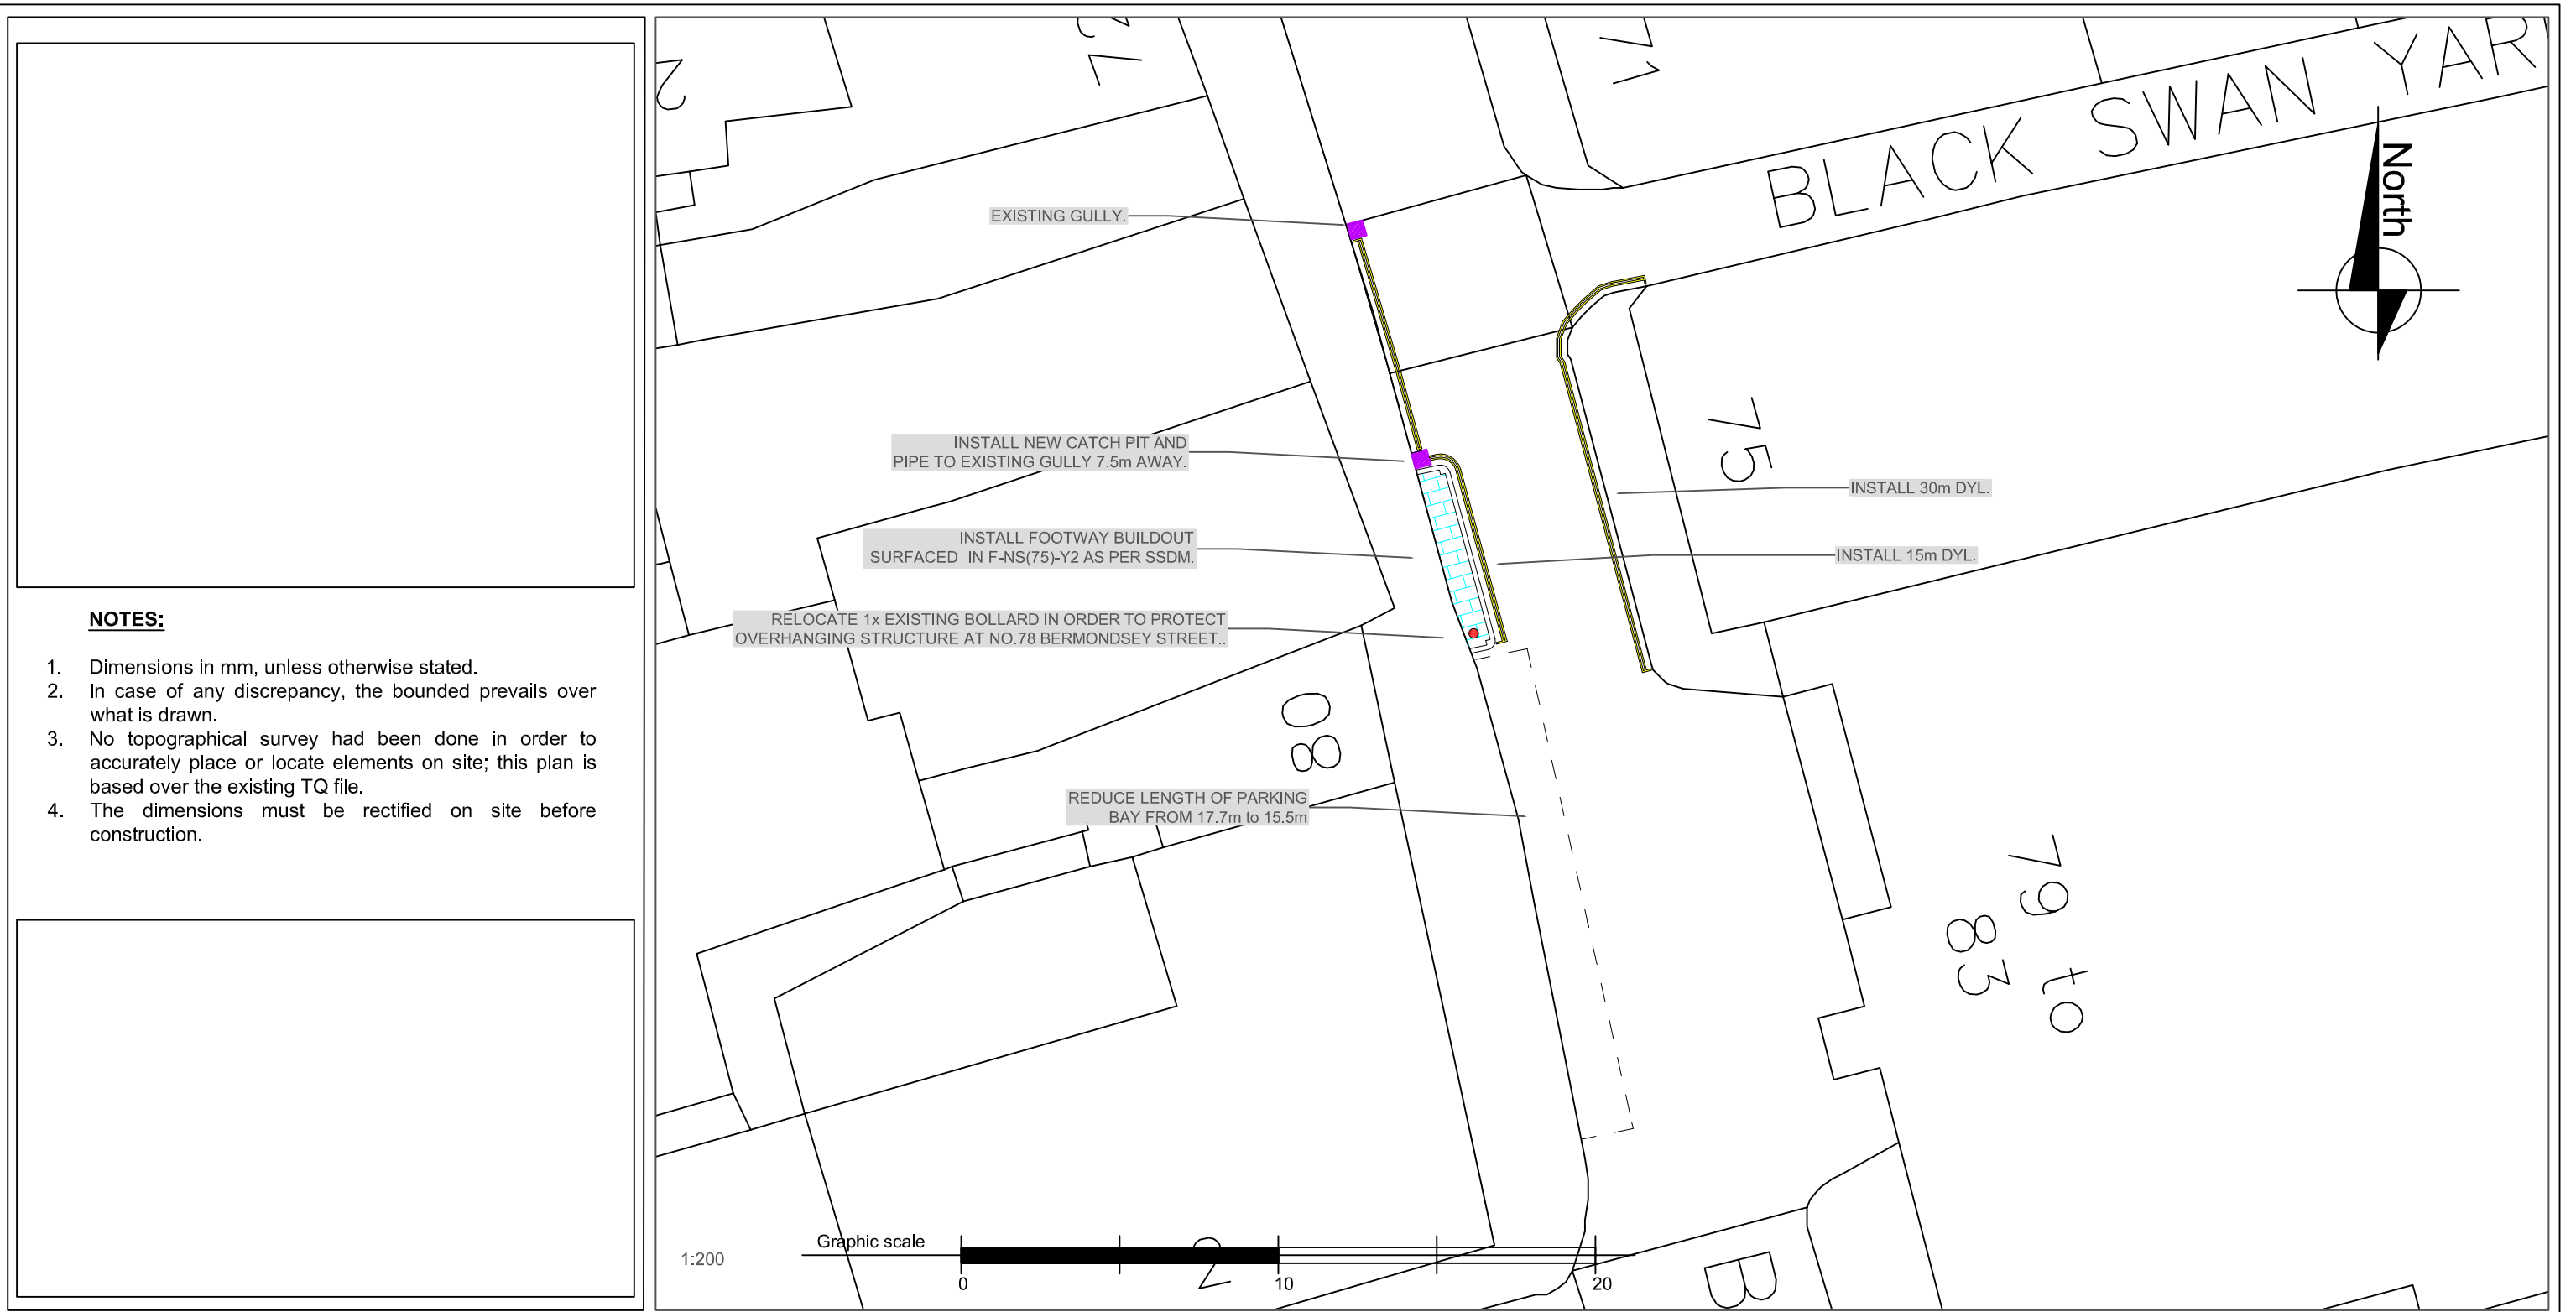 NOTES:
1. Dimensions in mm, unless otherwise stated.
2. In case of any discrepancy, the bounded prevails over
what is drawn.
3. No topographical survey had been done in order to
accurately place or locate elements on site; this plan is
based over the existing TQ file.
4. The dimensions must be rectified on site before
construction.
71
BLACK SWAN YAR
North
EXISTING GULLY.
75
INSTALL NEW CATCH PIT AND
PIPE TO EXISTING GULLY 7.5m AWAY.
INSTALL 30m DYL.
INSTALL FOOTWAY BUILDOUT
SURFACED IN F-NS(75)-Y2 AS PER SSDM.
INSTALL 15m DYL.
RELOCATE 1x EXISTING BOLLARD IN ORDER TO PROTECT
OVERHANGING STRUCTURE AT NO.78 BERMONDSEY STREET..
80
REDUCE LENGTH OF PARKING
BAY FROM 17.7m to 15.5m
79 to
83
Graphic scale
1:200
0 10 20
B